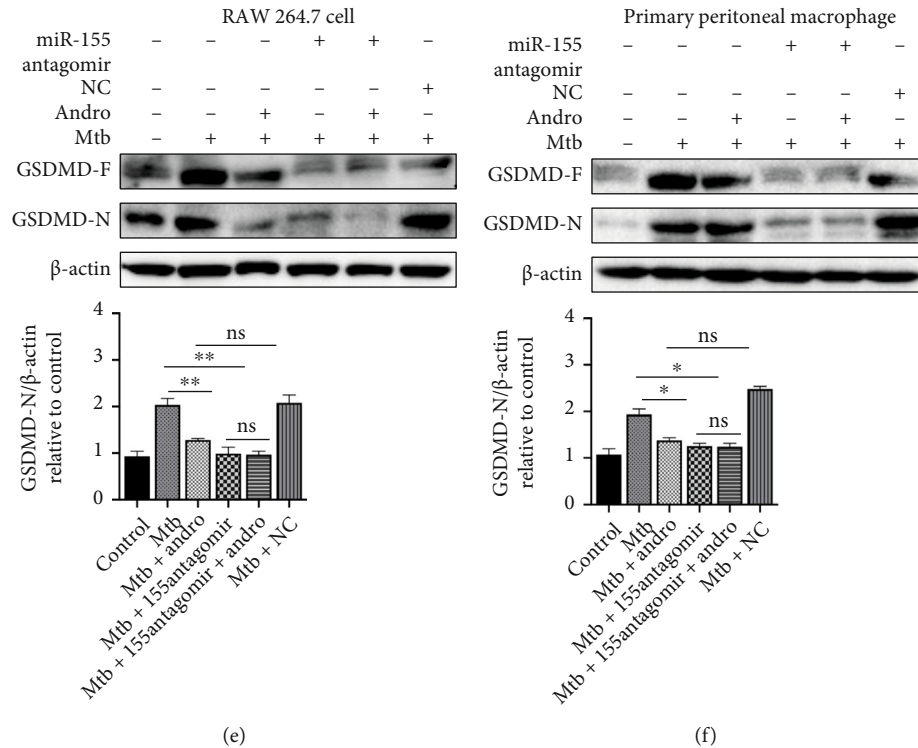 RAW 264.7 cell
miR-155 antagomir – – – + + –
NC – – – – – +
Andro – – + – + –
Mtb – + + + + +
GSDMD-F
GSDMD-N
β-actin
GSDMD-N/β-actin
relative to control
4
3
2
1
0
ns
**
**
ns
Control
Mtb
Mtb + andro
Mtb + 155antagomir
Mtb + 155antagomir + andro
Mtb + NC
(e)
Primary peritoneal macrophage
miR-155 antagomir – – – + + –
NC – – – – – +
Andro – – + – + –
Mtb – + + + + +
GSDMD-F
GSDMD-N
β-actin
GSDMD-N/β-actin
relative to control
4
3
2
1
0
ns
*
*
ns
Control
Mtb
Mtb + andro
Mtb + 155antagomir
Mtb + 155antagomir + andro
Mtb + NC
(f)